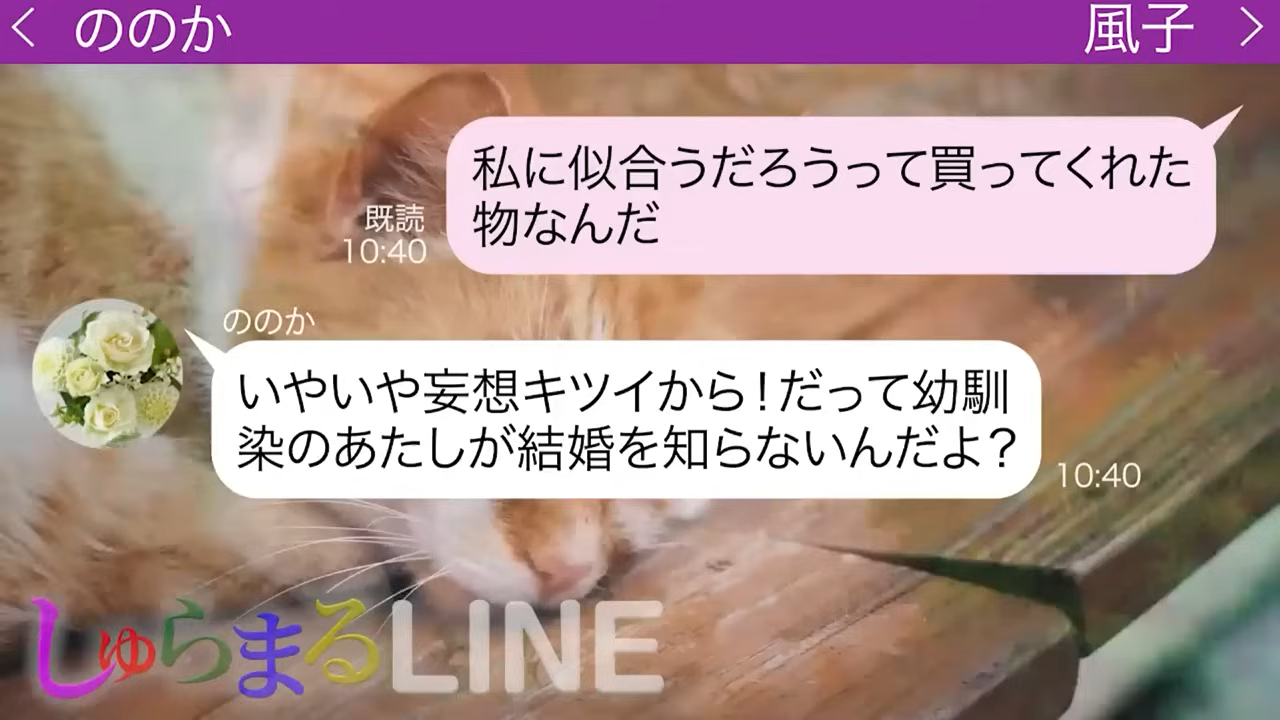 ののか
風子
私に似合うだろうって買ってくれた
物なんだ
既読
10:40
ののか
いやいや妄想キツイから！だって幼馴
染のあたしが結婚を知らないんだよ？
10:40
しゅらまるLINE